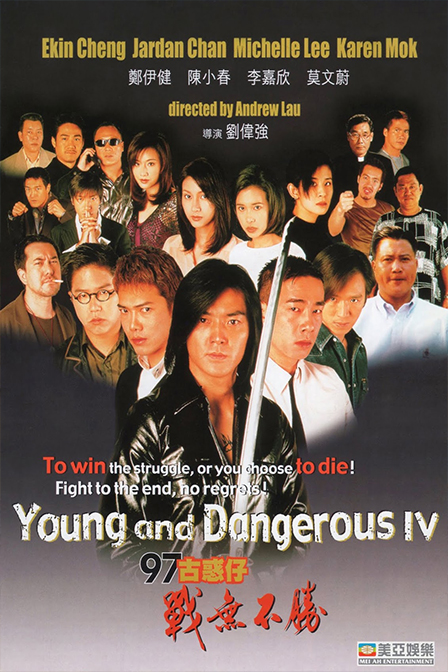 Ekin Cheng Jardan Chan Michelle Lee Karen Mok
鄭伊健 陳小春 李嘉欣 莫文蔚
directed by Andrew Lau
導演 劉偉強
To win the struggle, or you choose to die!
Fight to the end, no regrets!
Young and Dangerous IV
97古惑仔
戰無不勝
美亞娛樂
MEI AH ENTERTAINMENT